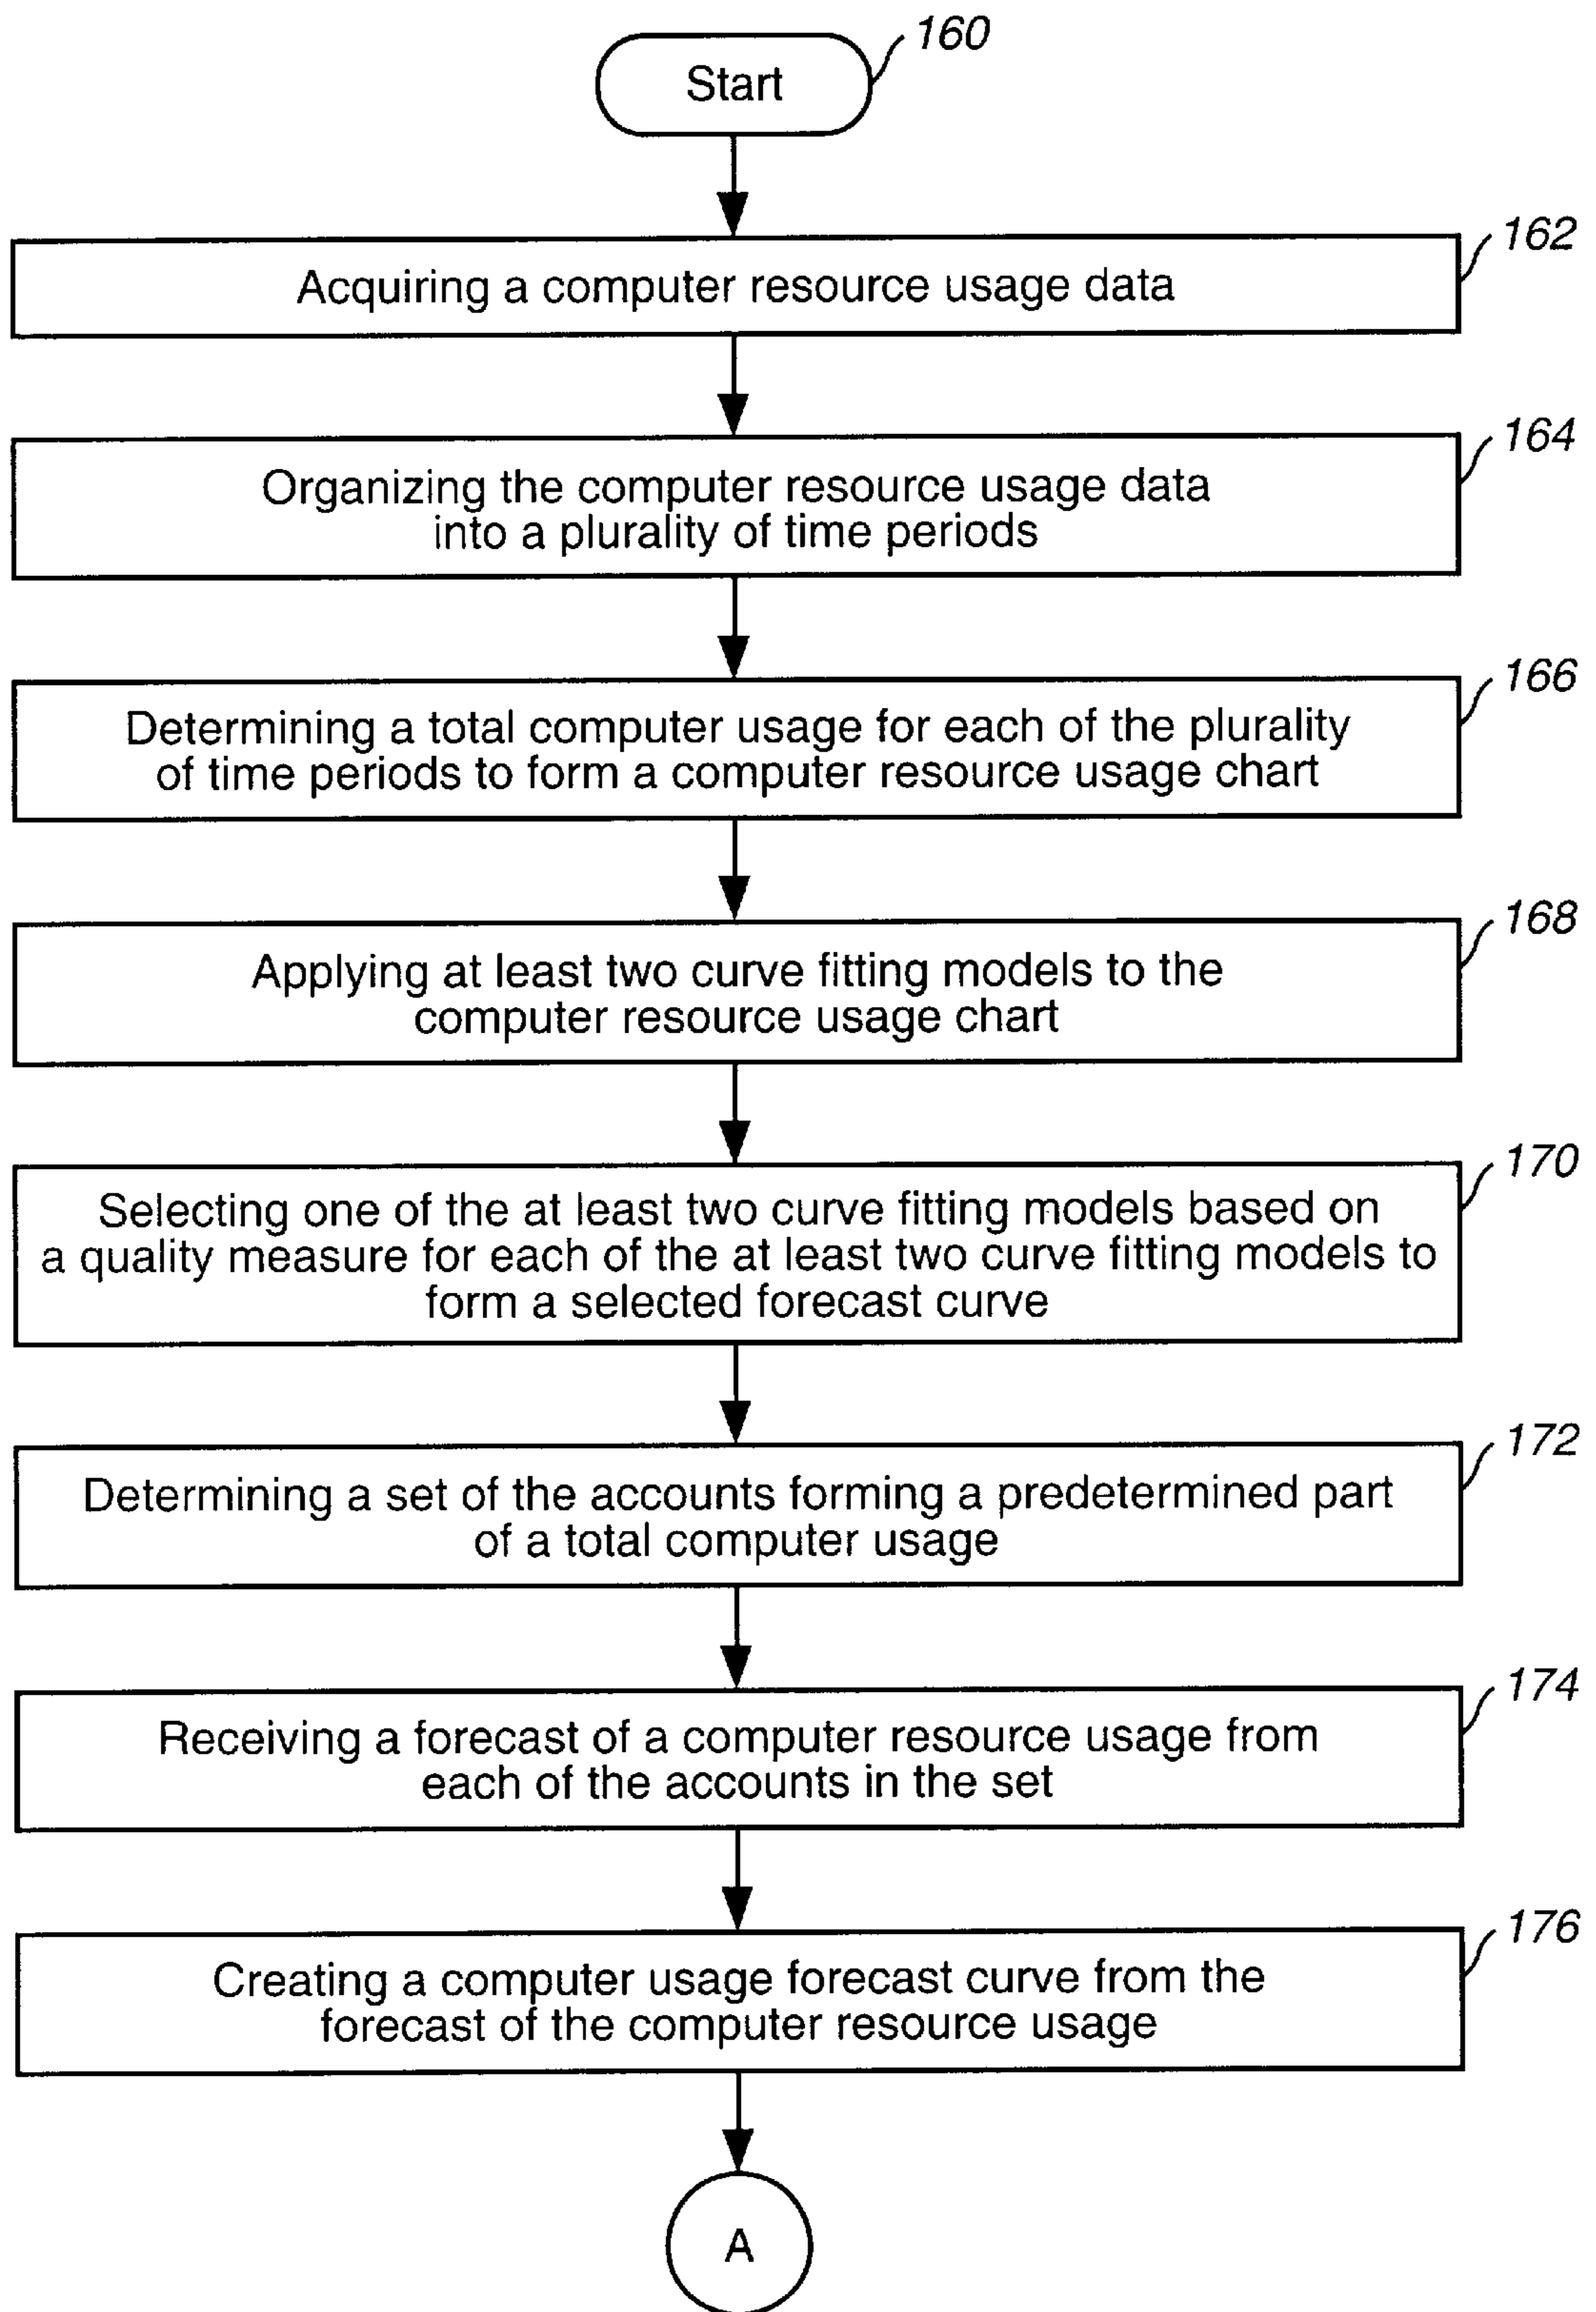 160
Start
162
Acquiring a computer resource usage data
164
Organizing the computer resource usage data
into a plurality of time periods
166
Determining a total computer usage for each of the plurality
of time periods to form a computer resource usage chart
168
Applying at least two curve fitting models to the
computer resource usage chart
170
Selecting one of the at least two curve fitting models based on
a quality measure for each of the at least two curve fitting models to
form a selected forecast curve
172
Determining a set of the accounts forming a predetermined part
of a total computer usage
174
Receiving a forecast of a computer resource usage from
each of the accounts in the set
176
Creating a computer usage forecast curve from the
forecast of the computer resource usage
A